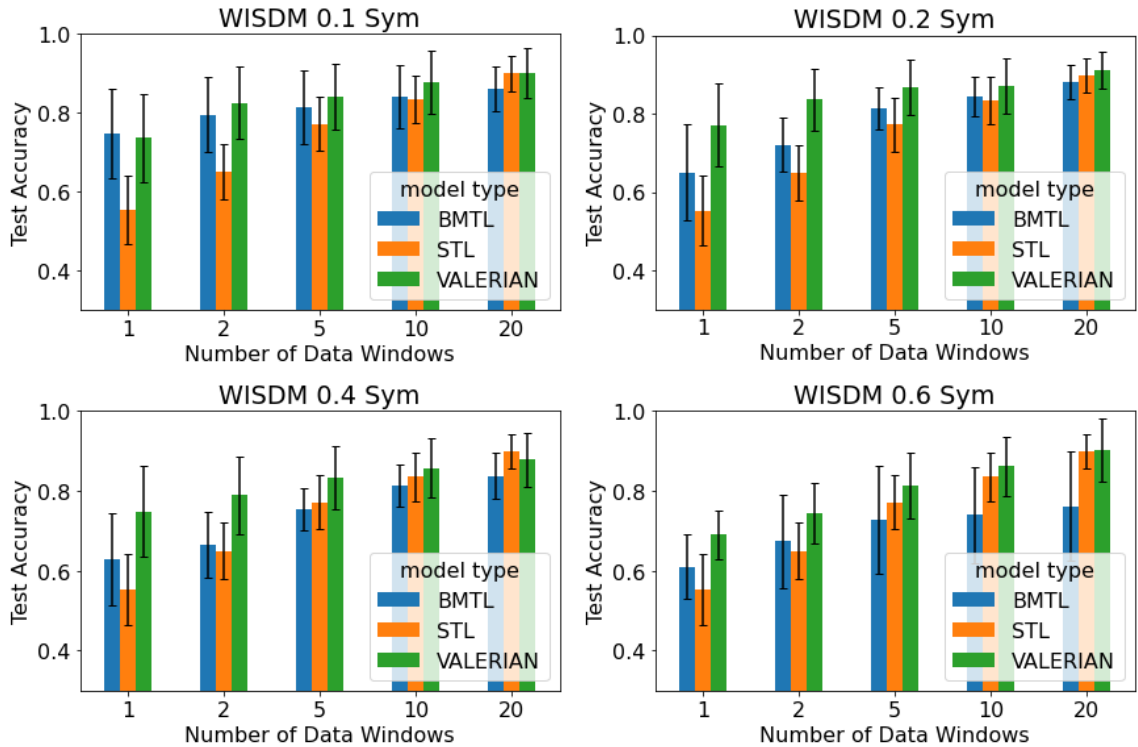 WISDM 0.1 Sym
1.0
0.8
0.6
0.4
Test Accuracy
model type
BMTL
STL
VALERIAN
1 2 5 10 20
Number of Data Windows
WISDM 0.2 Sym
1.0
0.8
0.6
0.4
Test Accuracy
model type
BMTL
STL
VALERIAN
1 2 5 10 20
Number of Data Windows
WISDM 0.4 Sym
1.0
0.8
0.6
0.4
Test Accuracy
model type
BMTL
STL
VALERIAN
1 2 5 10 20
Number of Data Windows
WISDM 0.6 Sym
1.0
0.8
0.6
0.4
Test Accuracy
model type
BMTL
STL
VALERIAN
1 2 5 10 20
Number of Data Windows